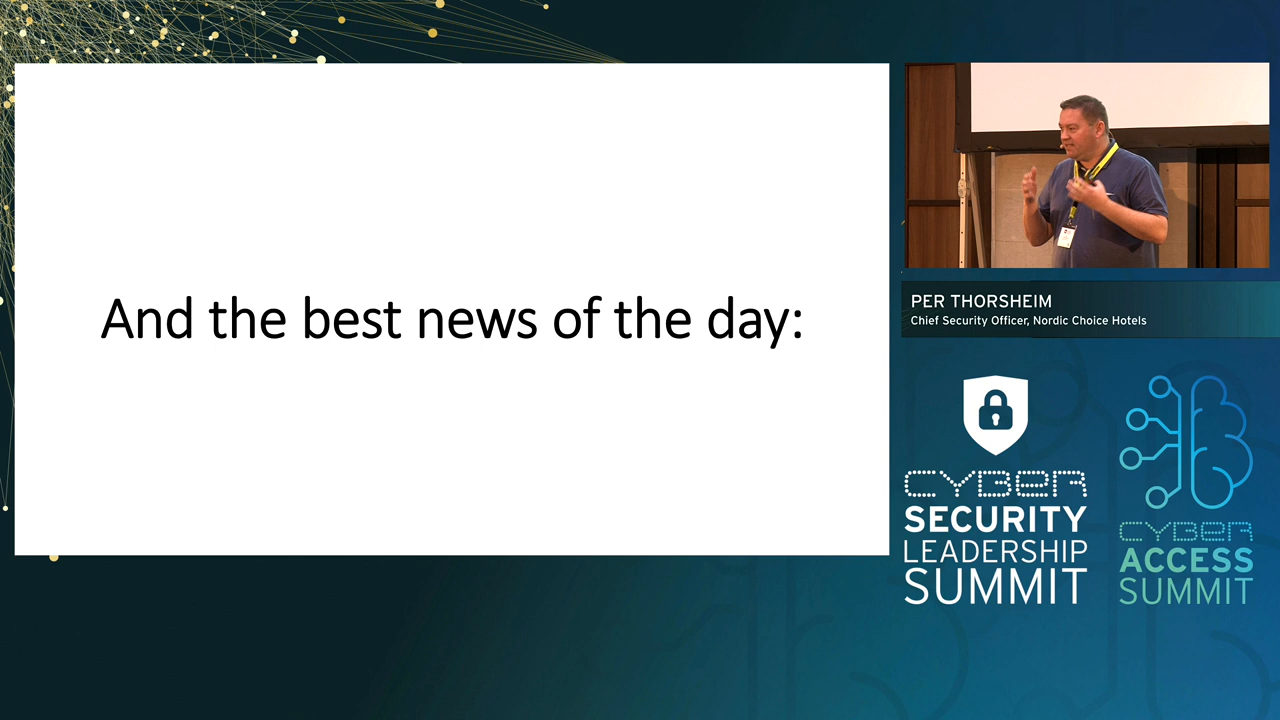 And the best news of the day:
PER THORSHEIM
Chief Security Officer, Nordic Choice Hotels
CYBER
SECURITY
LEADERSHIP
SUMMIT
CYBER
ACCESS
SUMMIT